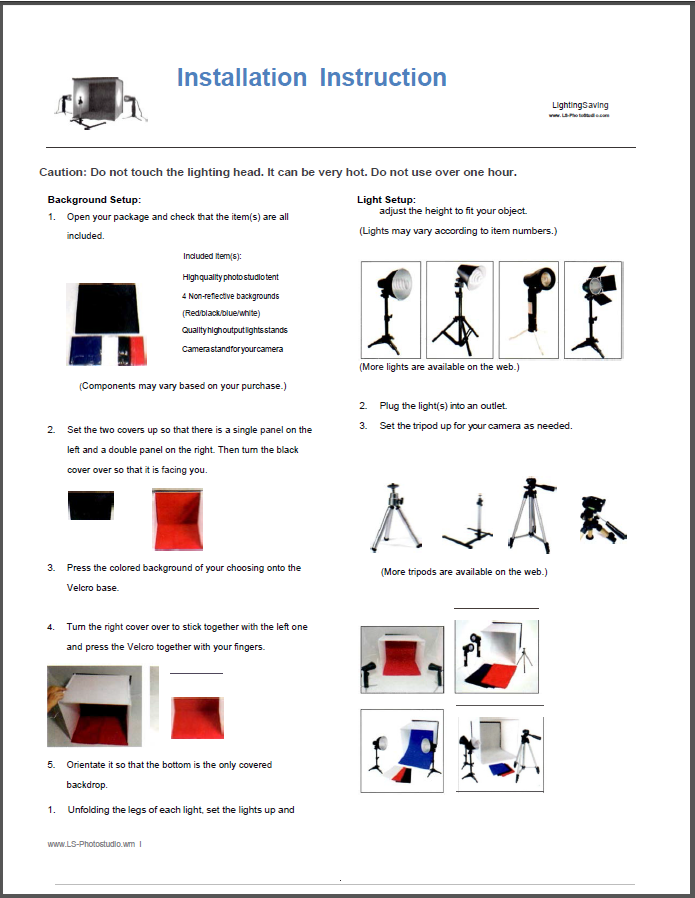 Installation Instruction
LightingSaving
www. LS-PhotoStudio.com
Caution: Do not touch the lighting head. It can be very hot. Do not use over one hour.
Background Setup:
1. Open your package and check that the item(s) are all
included.
Included Item(s):
High quality photo studio tent
4 Non-reflective backgrounds
(Red/black/blue/white)
Quality high output lights stands
Camera stand for your camera
(Components may vary based on your purchase.)
2. Set the two covers up so that there is a single panel on the
left and a double panel on the right. Then turn the black
cover over so that it is facing you.
3. Press the colored background of your choosing onto the
Velcro base.
4. Turn the right cover over to stick together with the left one
and press the Velcro together with your fingers.
5. Orientate it so that the bottom is the only covered
backdrop.
1. Unfolding the legs of each light, set the lights up and
Light Setup:
adjust the height to fit your object.
(Lights may vary according to item numbers.)
(More lights are available on the web.)
2. Plug the light(s) into an outlet.
3. Set the tripod up for your camera as needed.
(More tripods are available on the web.)
www.LS-Photostudio.wm I